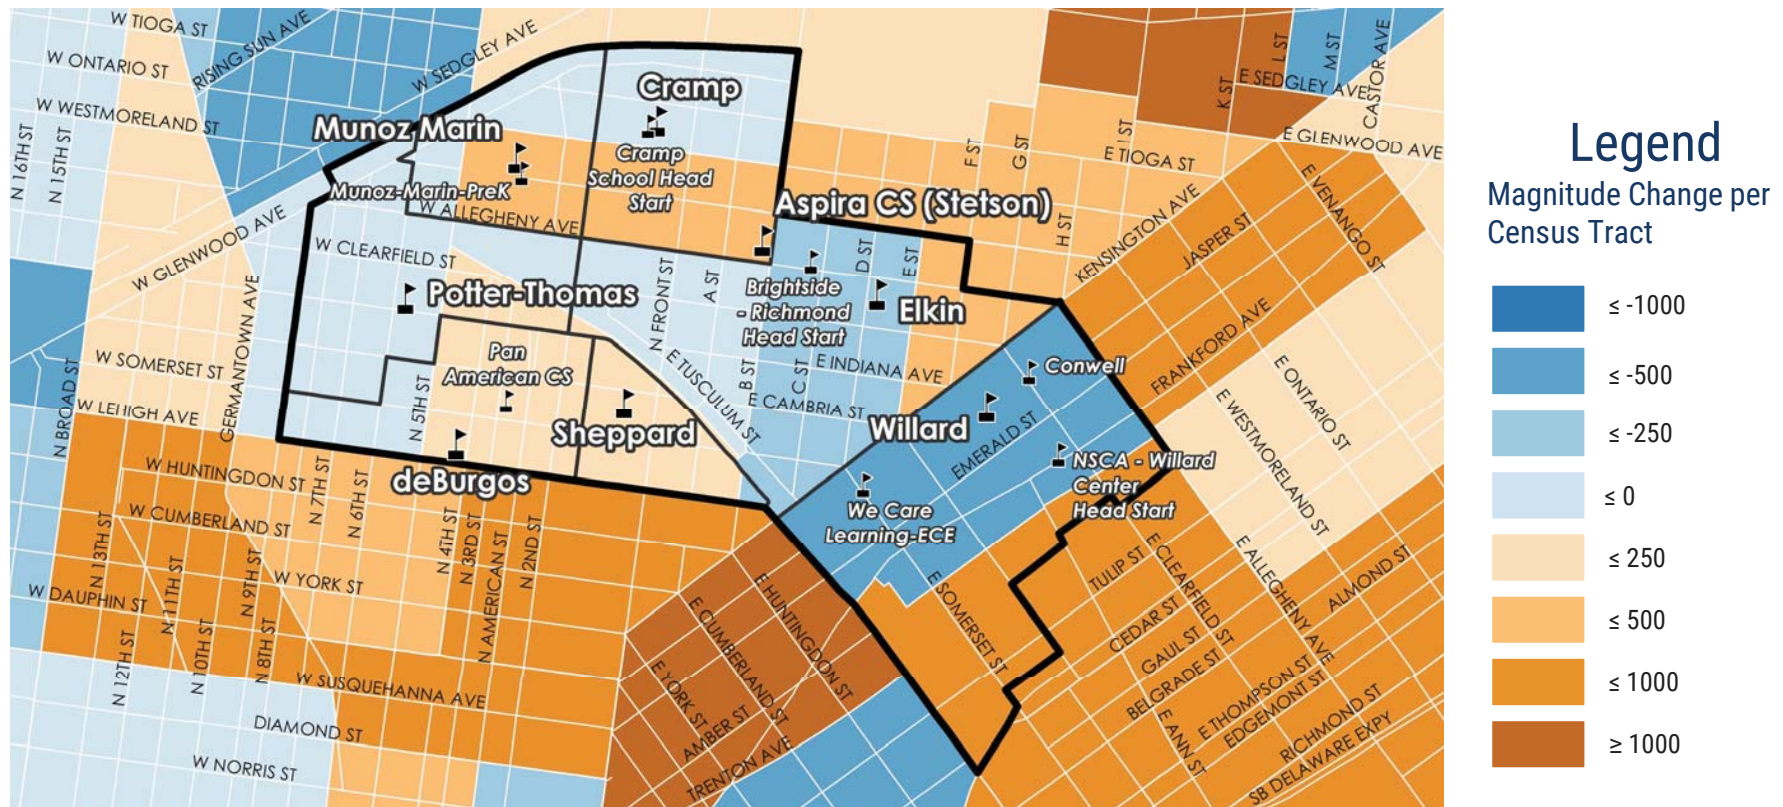 W TIOGA ST
RISING SUN AVE
W SEDGLEY AVE
L ST
M ST
CASTOR AVE
W ONTARIO ST
K ST
E SEDGLEY AVE
Cramp
W WESTMORELAND ST
Munoz Marin
I ST
E GLENWOOD AVE
N 16TH ST
N 15TH ST
Cramp
School Head
Start
F ST
G ST
E TIOGA ST
Munoz-Marin-PreK
W ALLEGHENY AVE
Aspira CS (Stetson)
H ST
KENSINGTON AVE
E VENANGO ST
JASPER ST
W GLENWOOD AVE
W CLEARFIELD ST
N FRONT ST
A ST
D ST
E ST
Brightside
- Richmond
Head Start
Potter-Thomas
Elkin
GERMANTOWN AVE
FRANKFORD AVE
E ONTARIO ST
W SOMERSET ST
Pan
American CS
E TUSCULUM ST
B ST
C ST
E INDIANA AVE
Conwell
N BROAD ST
W LEHIGH AVE
N 5TH ST
E CAMBRIA ST
Sheppard
Willard
EMERALD ST
E WESTMORELAND ST
W HUNTINGDON ST
N 7TH ST
N 6TH ST
deBurgos
NSCA - Willard
Center
Head Start
We Care
Learning-ECE
W CUMBERLAND ST
N 13TH ST
N 11TH ST
N 9TH ST
N 4TH ST
N 3RD ST
N AMERICAN ST
N 2ND ST
E CLEARFIELD ST
E ALLEGHENY AVE
ALMOND ST
W YORK ST
W DAUPHIN ST
E HUNTINGDON ST
E CUMBERLAND ST
E SOMERSET ST
TULIP ST
CEDAR ST
GAUL ST
BELGRADE ST
N 12TH ST
N 10TH ST
N 8TH ST
W SUSQUEHANNA AVE
E YORK ST
AMBER ST
TRENTON AVE
E ANN ST
E THOMPSON ST
EDGEMONT ST
RICHMOND ST
SB DELAWARE EXPY
DIAMOND ST
W NORRIS ST
Legend
Magnitude Change per
Census Tract
≤ -1000
≤ -500
≤ -250
≤ 0
≤ 250
≤ 500
≤ 1000
≥ 1000